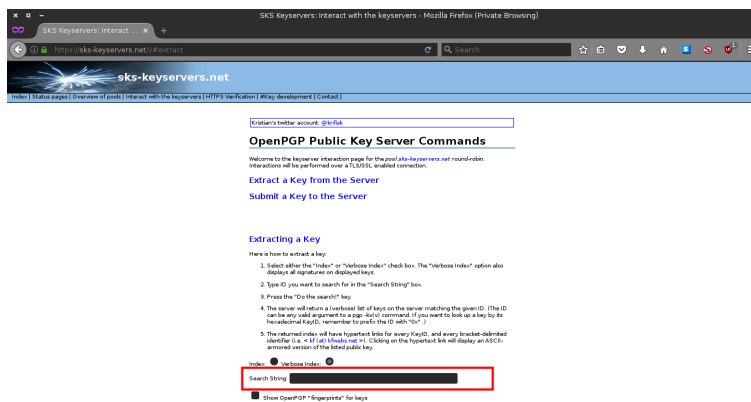 SKS Keyservers: Interact with the keyservers - Mozilla Firefox (Private Browsing)
SKS Keyservers: Interact ...
https://sks-keyservers.net/i/#extract
Search
sks-keyservers.net
Index | Status pages | Overview of pools | Interact with the keyservers | HTTPS Verification | #Key development | Contact |
Kristian's twitter account: @krifisk
OpenPGP Public Key Server Commands
Welcome to the keyserver interaction page for the pool.sks-keyservers.net round-robin.
Interactions will be performed over a TLS/SSL enabled connection.
Extract a Key from the Server
Submit a Key to the Server
Extracting a Key
Here is how to extract a key:
1. Select either the "Index" or "Verbose Index" check box. The "Verbose Index" option also
displays all signatures on displayed keys.
2. Type ID you want to search for in the "Search String" box.
3. Press the "Do the search!" key.
4. The server will return a (verbose) list of keys on the server matching the given ID. (The ID
can be any valid argument to a pgp -kv(v) command. If you want to look up a key by its
hexadecimal KeyID, remember to prefix the ID with "0x" .)
5. The returned index will have hypertext links for every KeyID, and every bracket-delimited
identifier (i.e. < kf (at) kfwebs.net >). Clicking on the hypertext link will display an ASCII-
armored version of the listed public key.
Index: Verbose Index:
Search String:
Show OpenPGP "fingerprints" for keys